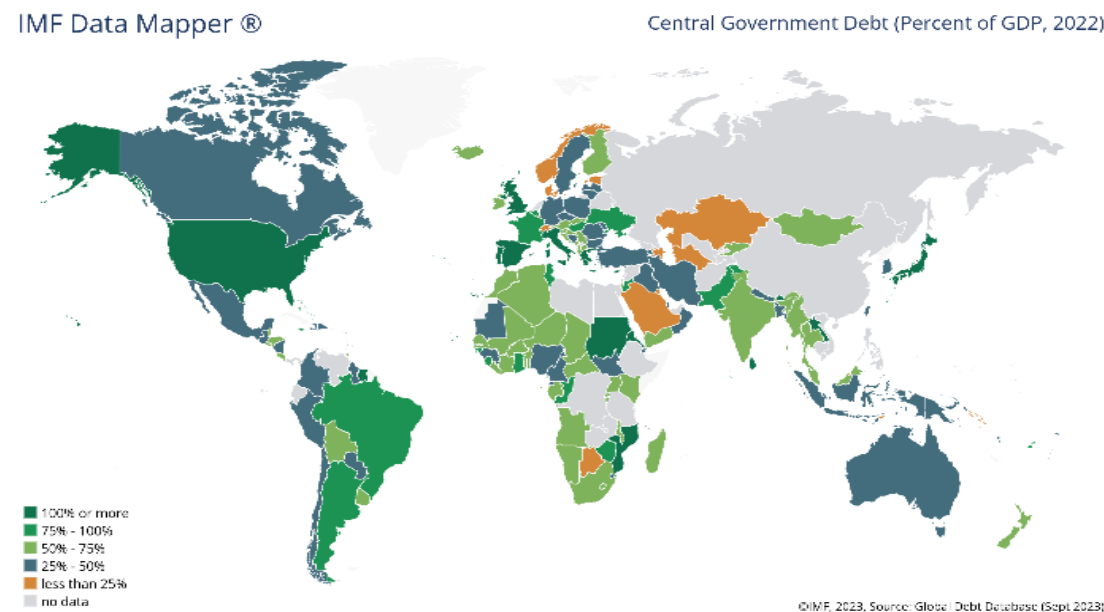 IMF Data Mapper ®
Central Government Debt (Percent of GDP, 2022)
100% or more
75% - 100%
50% - 75%
25% - 50%
less than 25%
no data
©IMF, 2023, Source: Global Debt Database (Sept 2023)